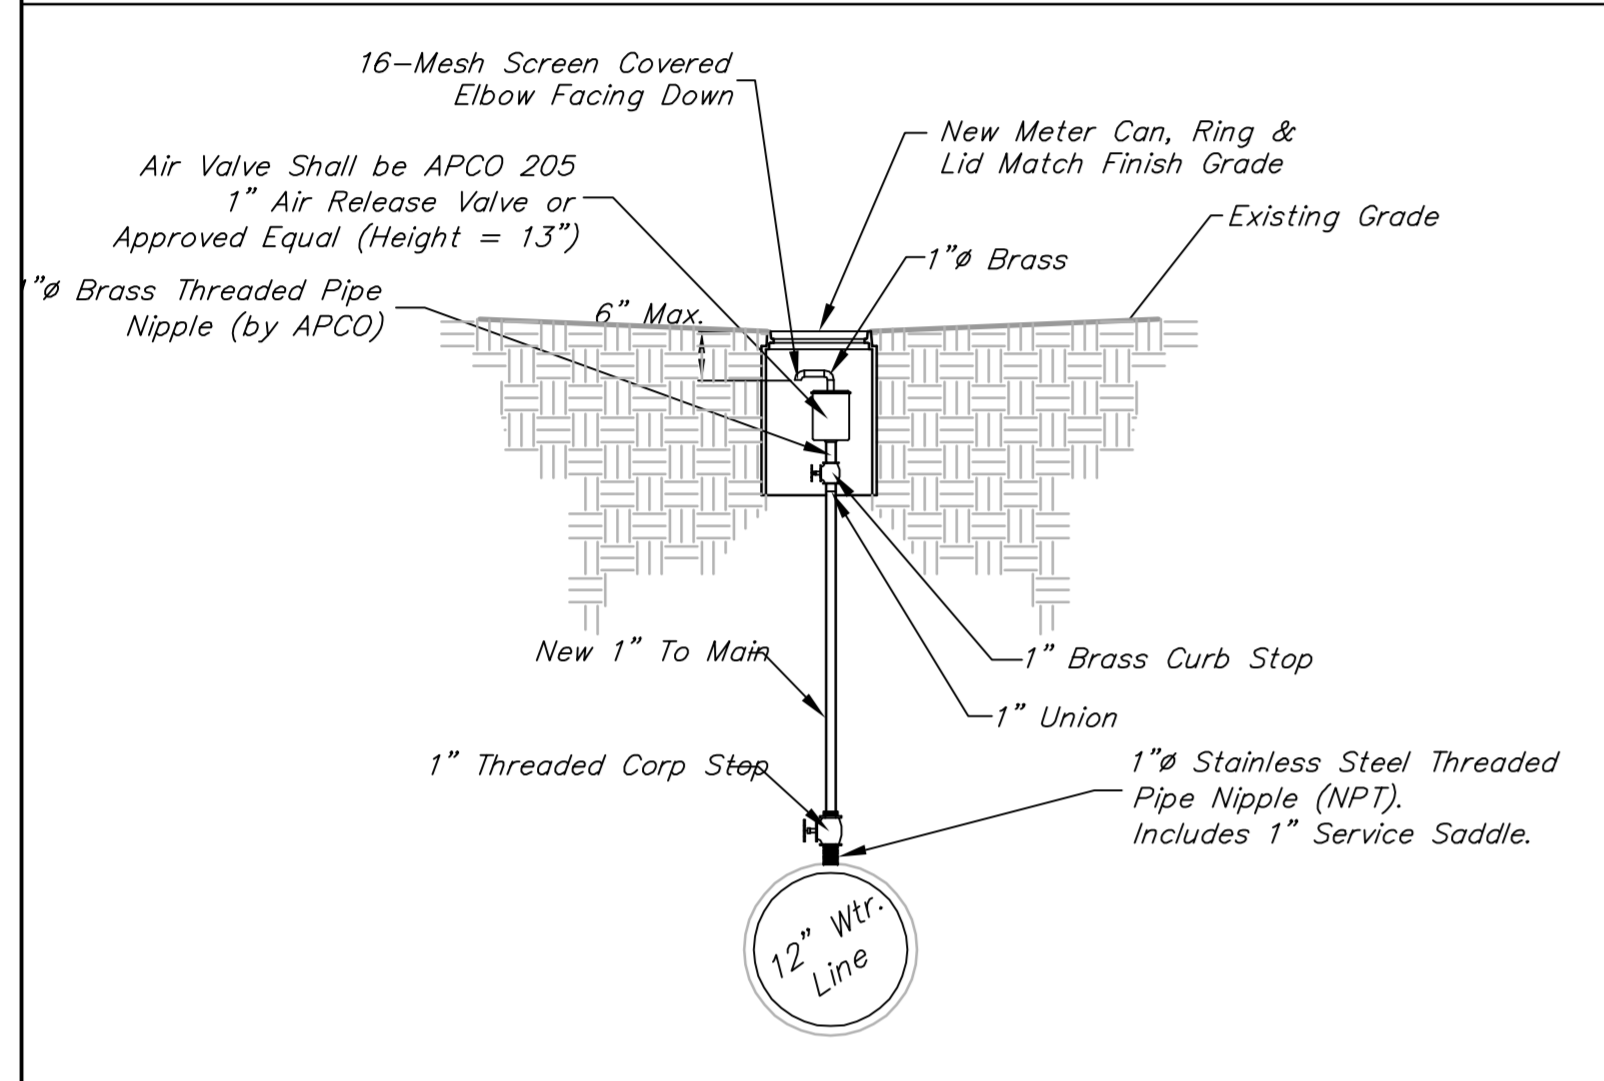 16-Mesh Screen Covered
Elbow Facing Down
New Meter Can, Ring &
Lid Match Finish Grade
Air Valve Shall be APCO 205
1" Air Release Valve or
Approved Equal (Height = 13")
Existing Grade
1"ø Brass
"ø Brass Threaded Pipe
Nipple (by APCO)
6" Max.
New 1" To Main
1" Brass Curb Stop
1" Union
1" Threaded Corp Stop
1"ø Stainless Steel Threaded
Pipe Nipple (NPT).
Includes 1" Service Saddle.
12" Wtr.
Line